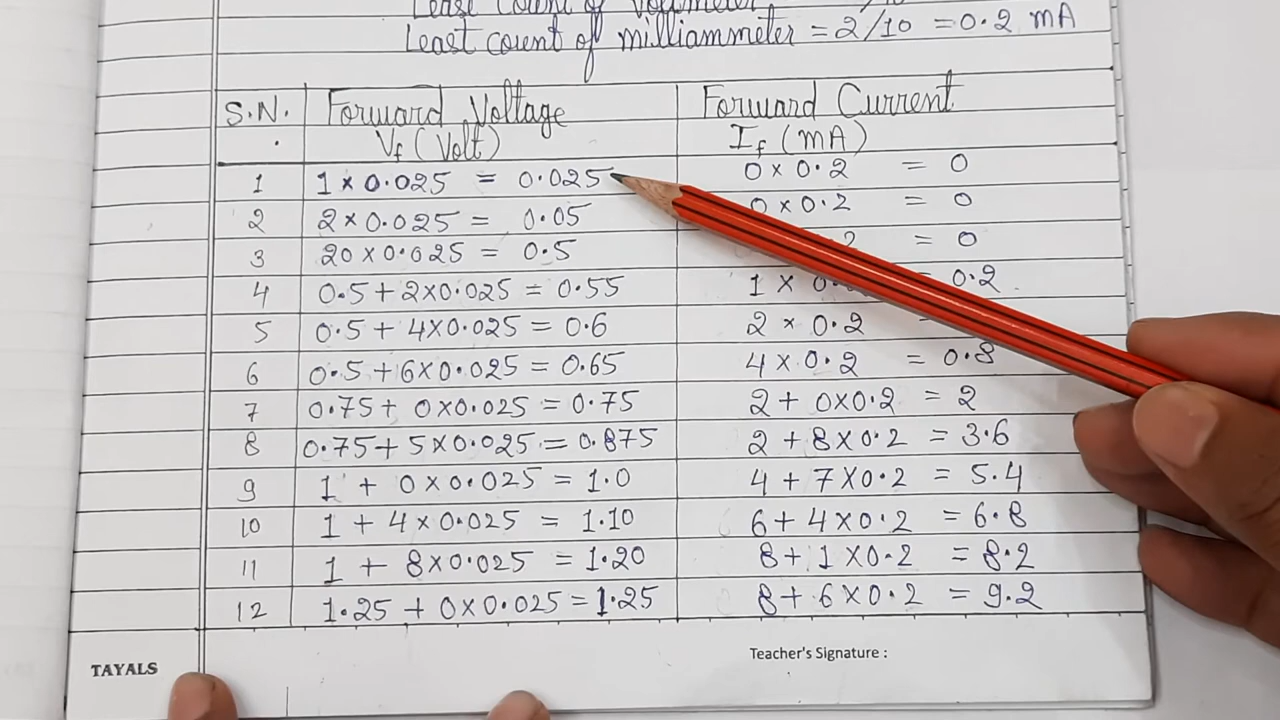 Least Count of Voltmeter
Least count of milliammeter = 2/10 = 0.2 mA
S.N. Forward Voltage Forward Current
Vf (Volt) If (mA)
1 1 × 0.025 = 0.025 0 × 0.2 = 0
2 2 × 0.025 = 0.05 0 × 0.2 = 0
3 20 × 0.025 = 0.5 2 = 0
4 0.5 + 2×0.025 = 0.55 1 × 0. = 0.2
5 0.5 + 4×0.025 = 0.6 2 × 0.2
6 0.5 + 6×0.025 = 0.65 4 × 0.2 = 0.8
7 0.75 + 0×0.025 = 0.75 2 + 0×0.2 = 2
8 0.75 + 5×0.025 = 0.875 2 + 8×0.2 = 3.6
9 1 + 0×0.025 = 1.0 4 + 7×0.2 = 5.4
10 1 + 4×0.025 = 1.10 6 + 4×0.2 = 6.8
11 1 + 8×0.025 = 1.20 8 + 1×0.2 = 8.2
12 1.25 + 0×0.025 = 1.25 8 + 6×0.2 = 9.2
Teacher's Signature :
TAYALS